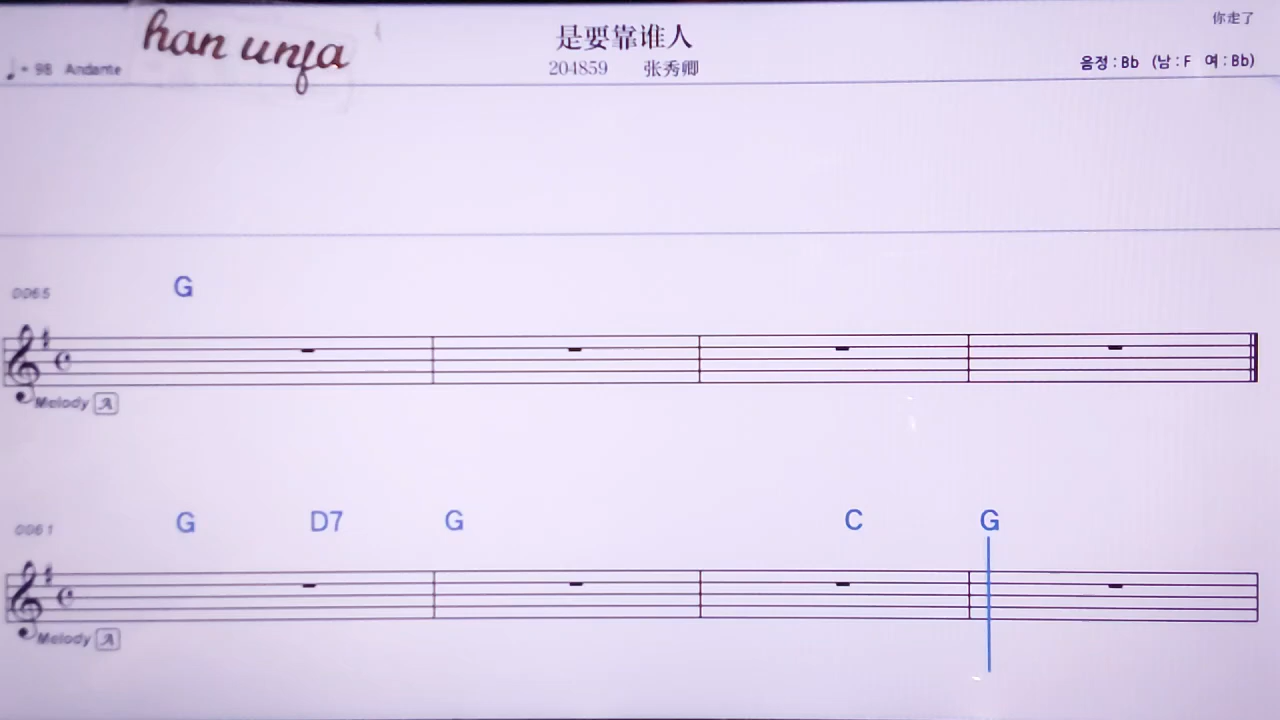 han unfa
是要靠谁人
你走了
♩= 98 Andante
204859 张秀卿
음정 : Bb (남 : F 여 : Bb)
0065
G
Melody A
0061
G D7 G C G
Melody A